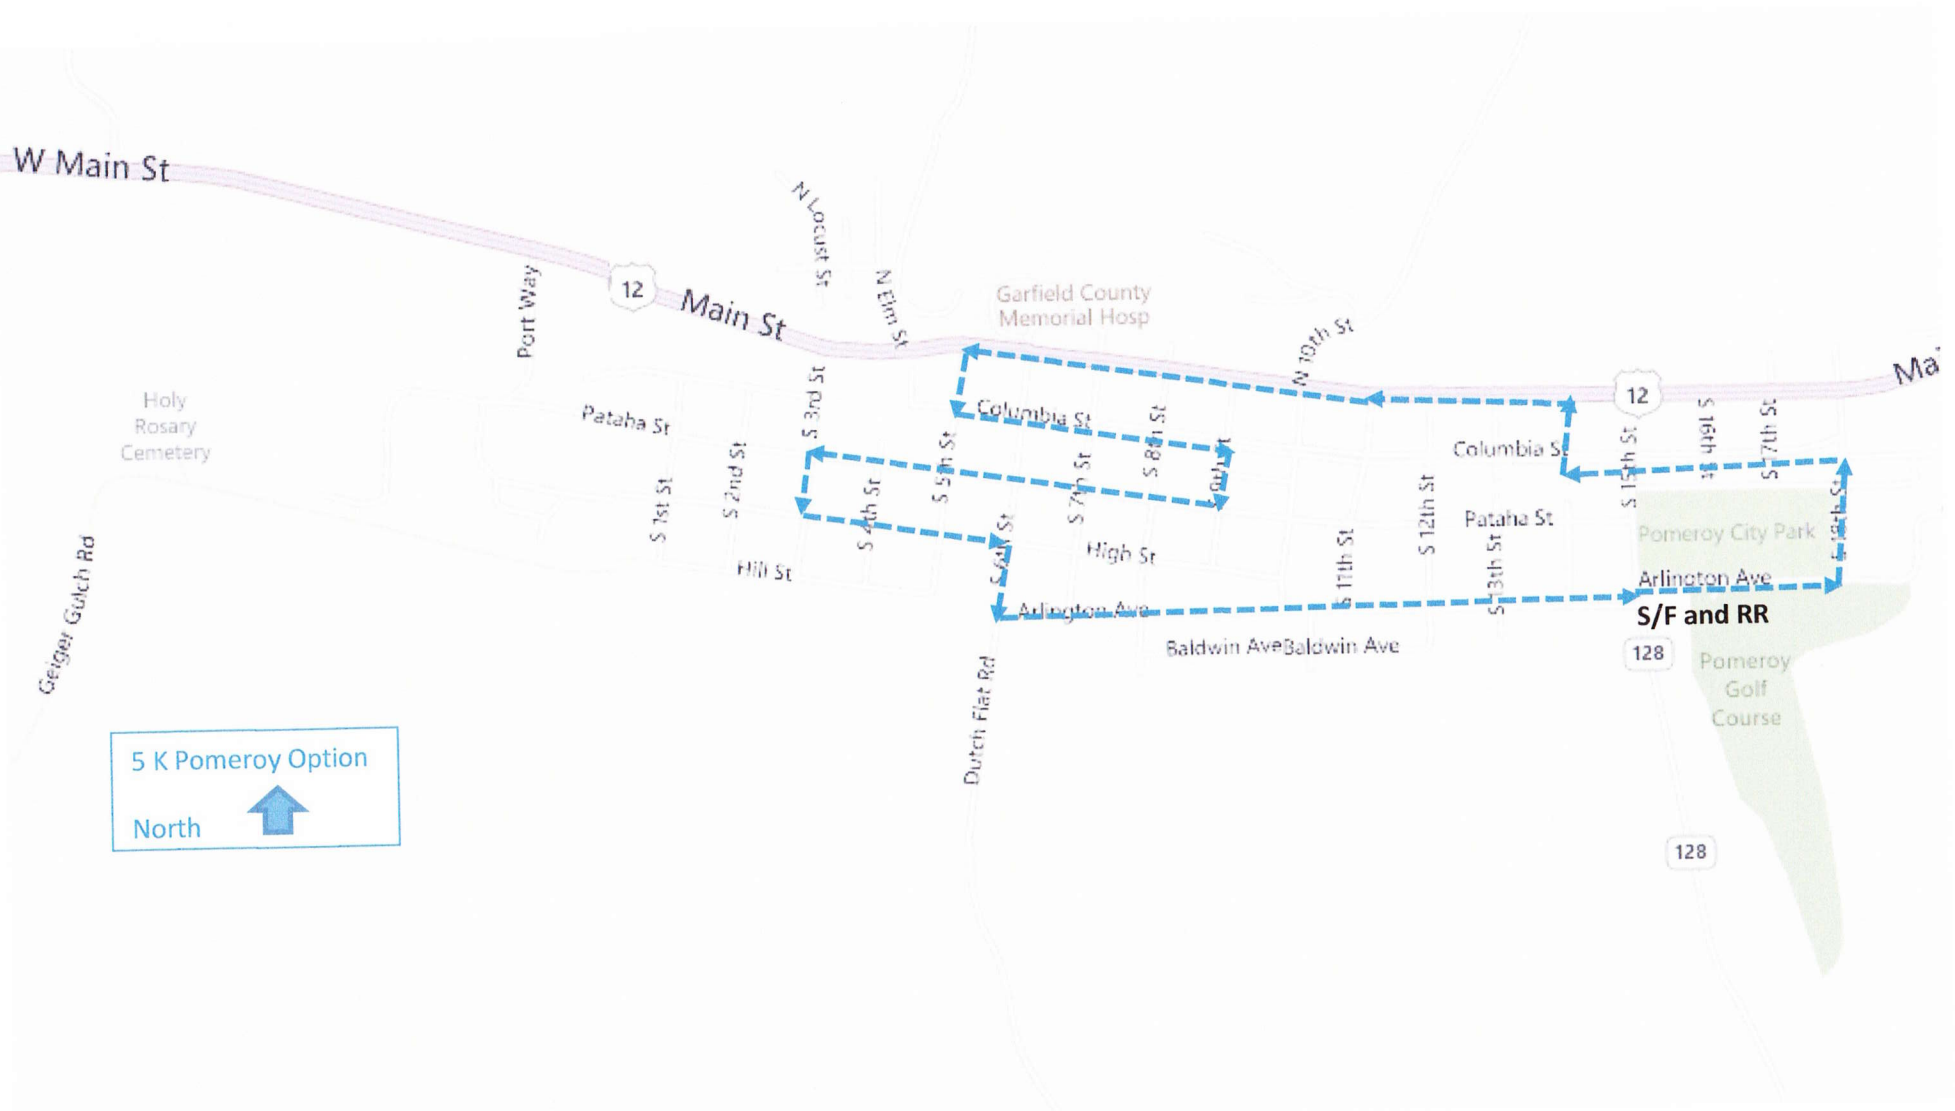 W Main St
12
Main St
Port Way
N Locust St
N Elm St
Garfield County
Memorial Hosp
N 10th St
12
Holy
Rosary
Cemetery
Pataha St
S 3rd St
Columbia St
S 8th St
S 9th St
Columbia St
S 15th St
S 16th St
S 17th St
S 1st St
S 2nd St
S 4th St
S 5th St
S 7th St
S 12th St
Pataha St
Pomeroy City Park
S 18th St
Geiger Gulch Rd
Hill St
S 6th St
High St
S 11th St
S 13th St
Arlington Ave
Arlington Ave
S/F and RR
Baldwin Ave
Baldwin Ave
128
Pomeroy
Golf
Course
Dutch Flat Rd
5 K Pomeroy Option
North
128